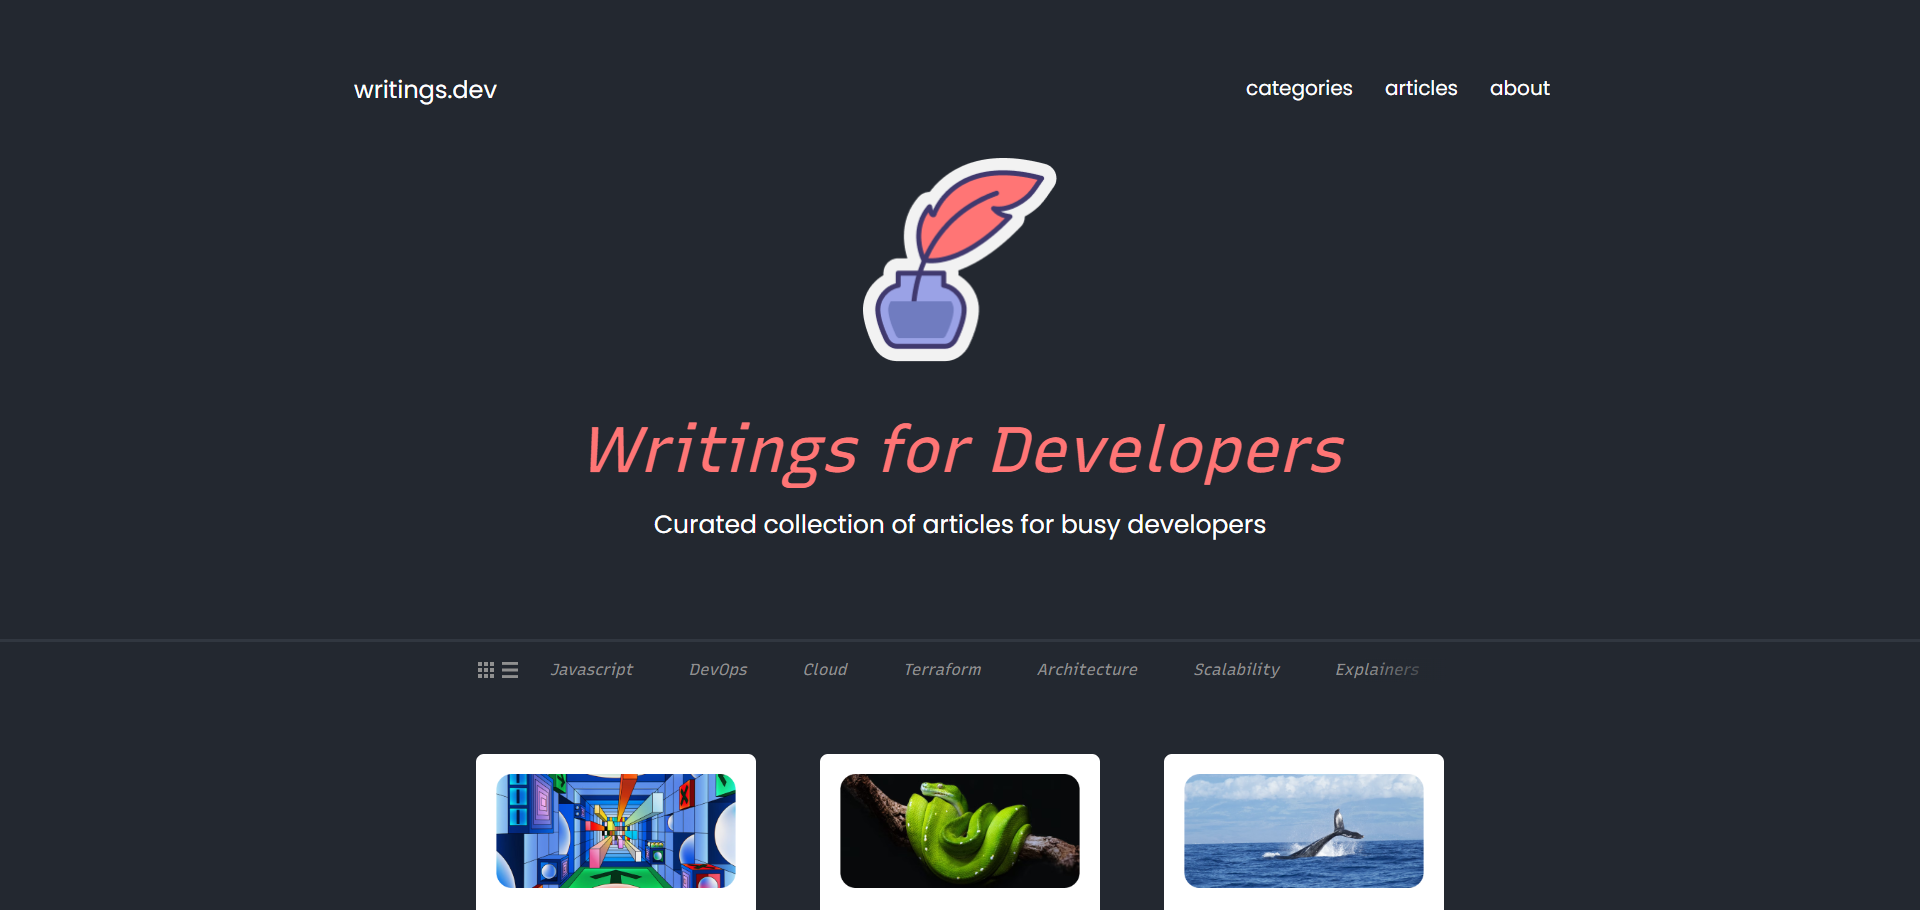 writings.dev
categories articles about
Writings for Developers
Curated collection of articles for busy developers
Javascript DevOps Cloud Terraform Architecture Scalability Explainers